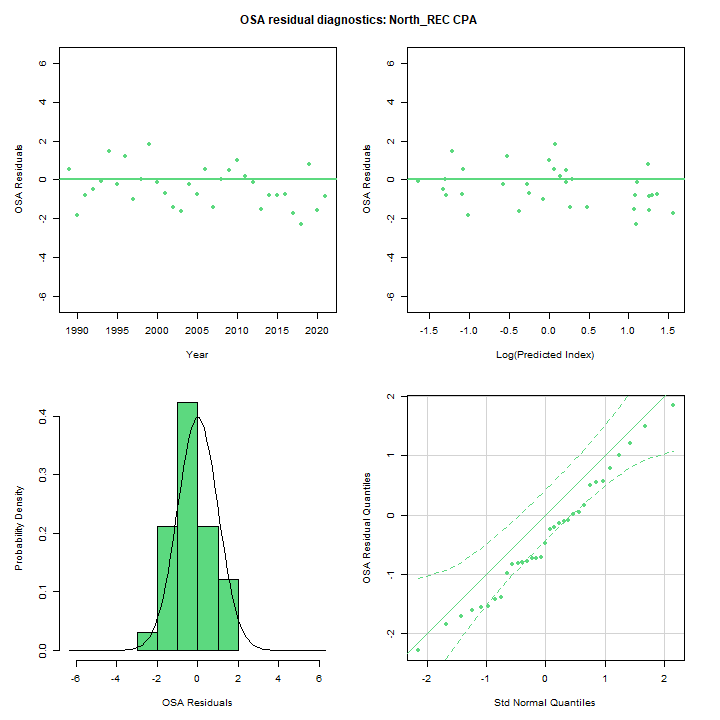 OSA residual diagnostics: North_REC CPA
OSA Residuals
6
4
2
0
-2
-4
-6
1990 1995 2000 2005 2010 2015 2020
Year
OSA Residuals
6
4
2
0
-2
-4
-6
-1.5 -1.0 -0.5 0.0 0.5 1.0 1.5
Log(Predicted Index)
Probability Density
0.4
0.3
0.2
0.1
0.0
-6 -4 -2 0 2 4 6
OSA Residuals
OSA Residual Quantiles
2
1
0
-1
-2
-2 -1 0 1 2
Std Normal Quantiles